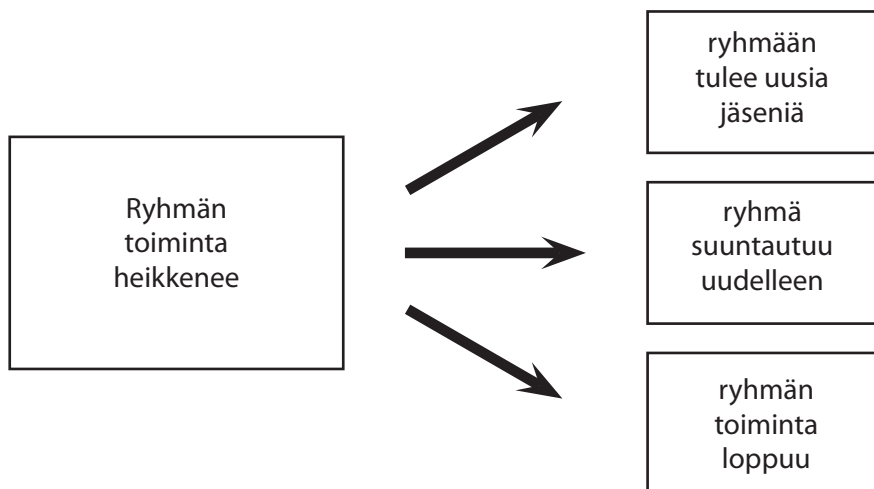 Ryhmän
toiminta
heikkenee
ryhmään
tulee uusia
jäseniä
ryhmä
suuntautuu
uudelleen
ryhmän
toiminta
loppuu